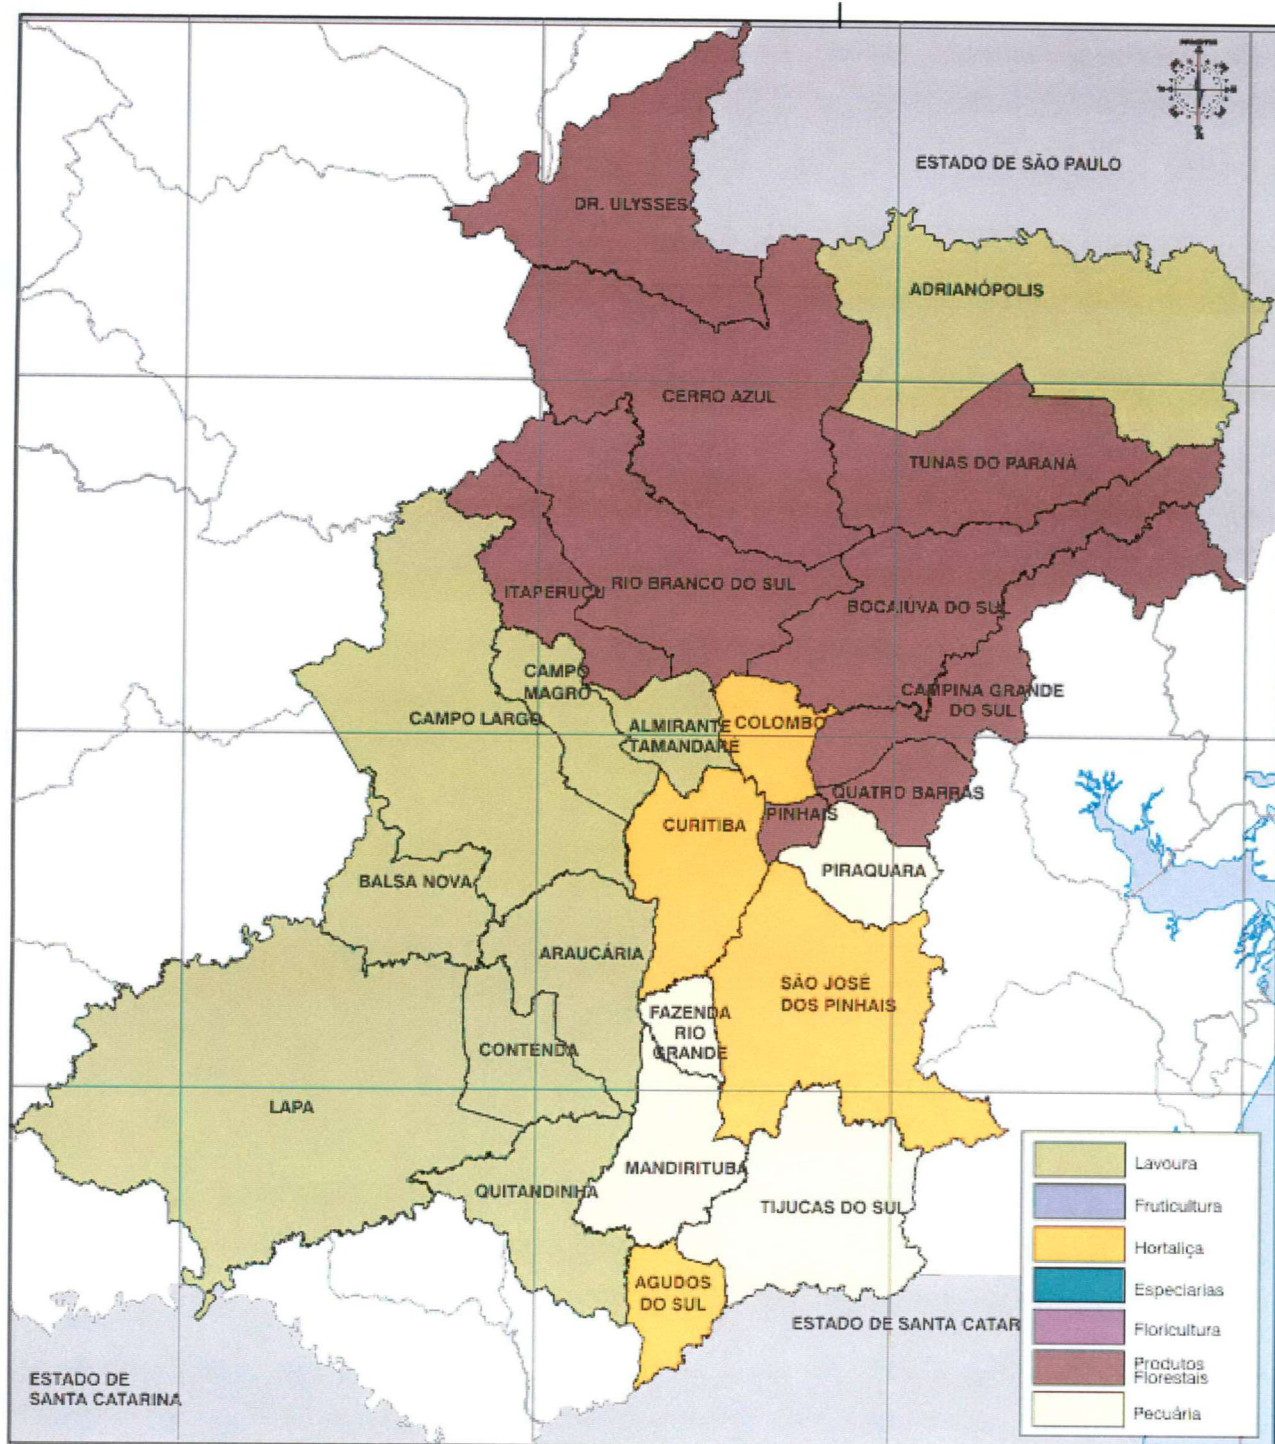 ESTADO DE SÃO PAULO
DR. ULYSSES
ADRIANÓPOLIS
CERRO AZUL
TUNAS DO PARANÁ
ITAPERUÇU
RIO BRANCO DO SUL
BOCAIÚVA DO SUL
CAMPO
MAGRO
CAMPINA GRANDE
DO SUL
CAMPO LARGO
ALMIRANTE
TAMANDARÉ
COLOMBO
QUATRO BARRAS
PINHAIS
CURITIBA
PIRAQUARA
BALSA NOVA
ARAUCÁRIA
SÃO JOSÉ
DOS PINHAIS
FAZENDA
RIO
GRANDE
CONTENDA
LAPA
MANDIRITUBA
QUITANDINHA
TIJUCAS DO SUL
AGUDOS
DO SUL
ESTADO DE SANTA CATAR
ESTADO DE
SANTA CATARINA
Lavoura
Fruticultura
Hortaliça
Especiarias
Floricultura
Produtos
Florestais
Pecuária